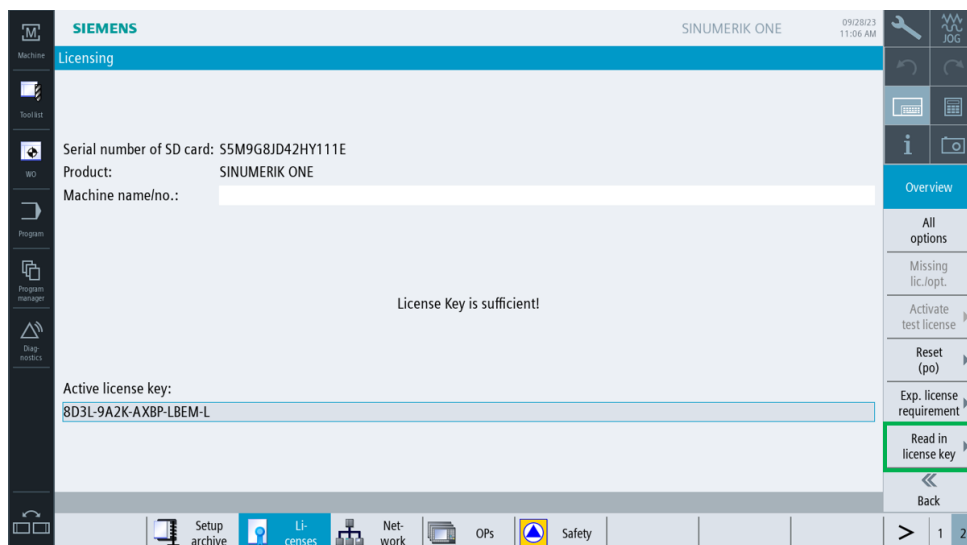 M
Machine
Tool list
WO
Program
Program
manager
Diag-
nostics
SIEMENS
SINUMERIK ONE
09/28/23
11:06 AM
JOG
Licensing
Serial number of SD card: S5M9G8JD42HY111E
Product: SINUMERIK ONE
Machine name/no.:
License Key is sufficient!
Active license key:
8D3L-9A2K-AXBP-LBEM-L
Overview
All
options
Missing
lic./opt.
Activate
test license
Reset
(po)
Exp. license
requirement
Read in
license key
Back
Setup
archive
Li-
censes
Net-
work
OPs
Safety
> 1 2